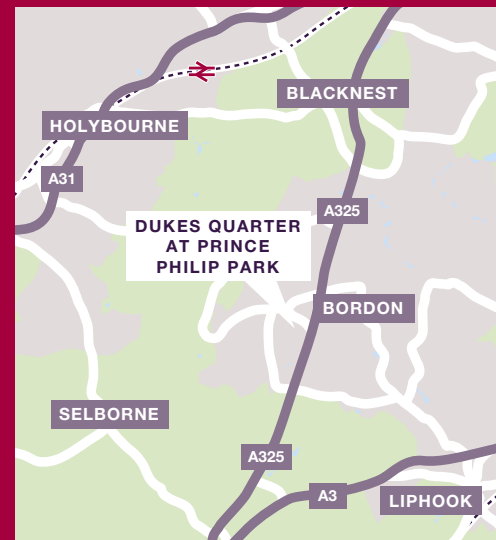 BLACKNEST
HOLYBOURNE
A31
A325
DUKES QUARTER
AT PRINCE
PHILIP PARK
BORDON
SELBORNE
A325
A3
LIPHOOK